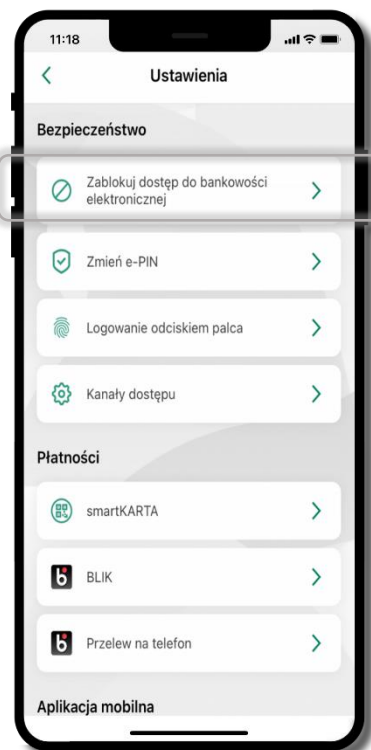 11:18
Ustawienia
Bezpieczeństwo
Zablokuj dostęp do bankowości
elektronicznej
Zmień e-PIN
Logowanie odciskiem palca
Kanały dostępu
Płatności
smartKARTA
BLIK
Przelew na telefon
Aplikacja mobilna